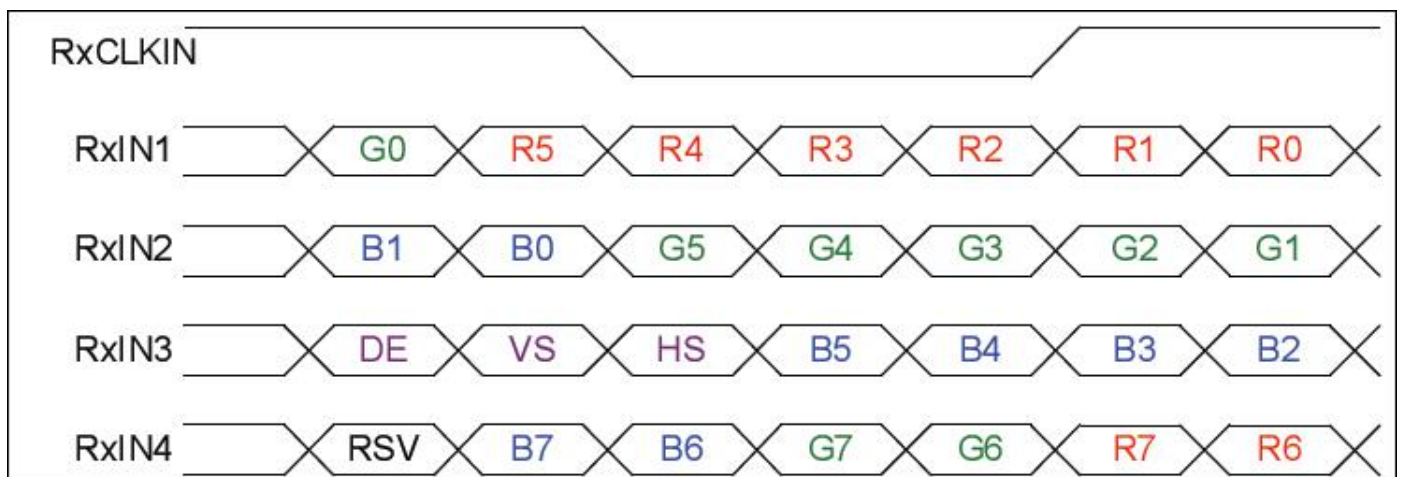 RxCLKIN
RxIN1 G0 R5 R4 R3 R2 R1 R0
RxIN2 B1 B0 G5 G4 G3 G2 G1
RxIN3 DE VS HS B5 B4 B3 B2
RxIN4 RSV B7 B6 G7 G6 R7 R6